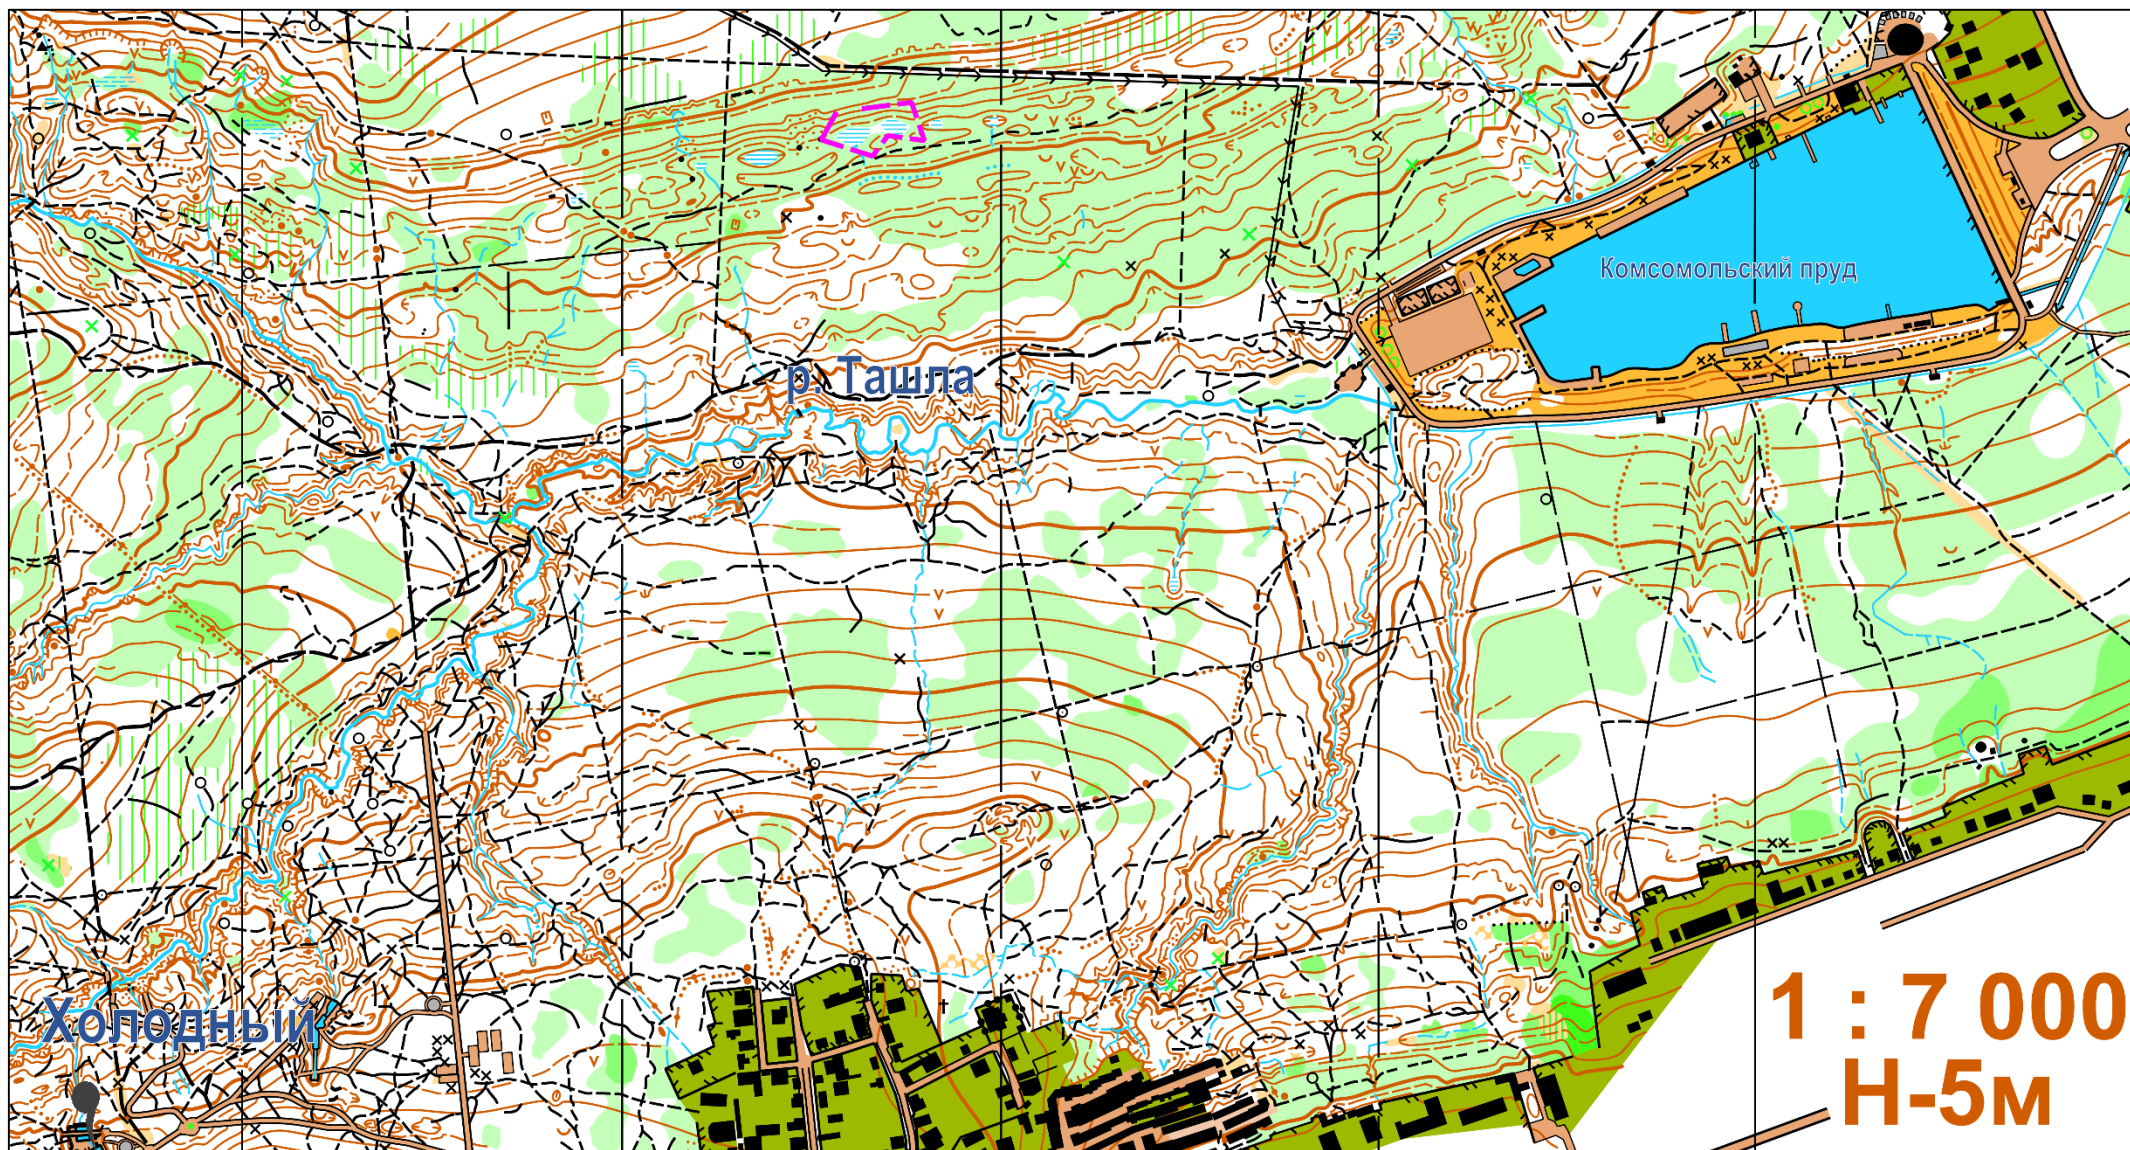 Комсомольский пруд
р. Ташла
Холодный
1 : 7 000
Н-5м